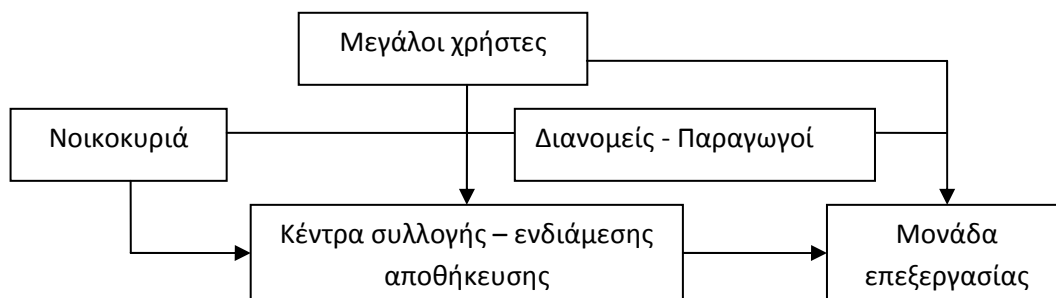 Μεγάλοι χρήστες
Νοικοκυριά
Διανομείς - Παραγωγοί
Κέντρα συλλογής – ενδιάμεσης
αποθήκευσης
Μονάδα
επεξεργασίας